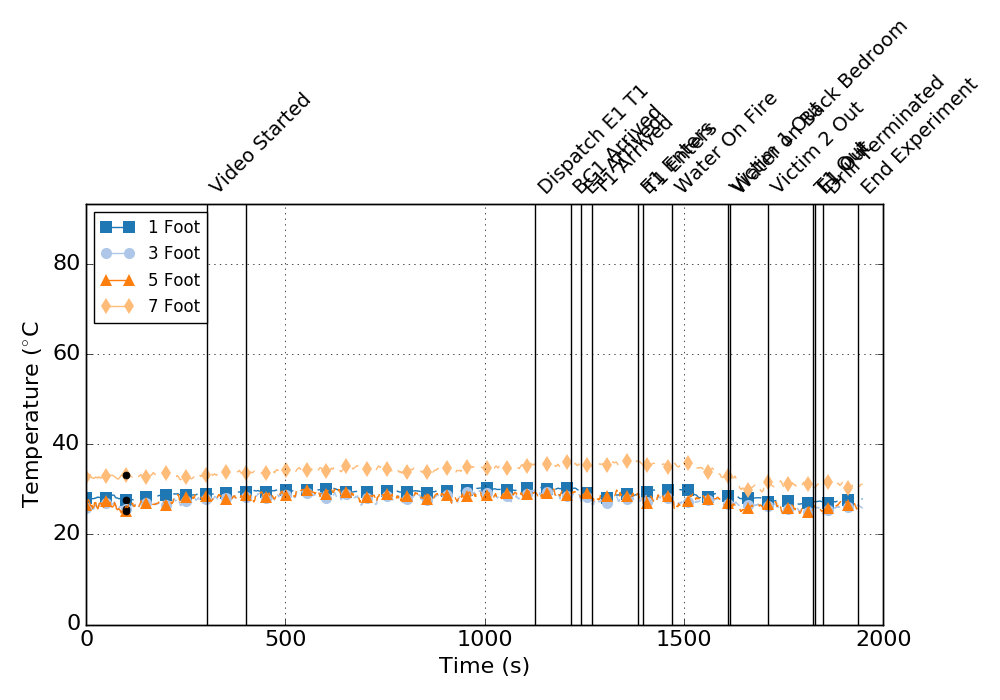 Video Started
Dispatch E1 T1
BC1 Arrived
E1 Arrived
T1 Arrived
E1 Enters
T1 Enters
Water On Fire
Victim 1 Out
Water on Back Bedroom
Victim 2 Out
T1 Out
E1 Out
Drill Terminated
End Experiment
1 Foot
3 Foot
5 Foot
7 Foot
80
60
40
20
0
Temperature (°C
0 500 1000 1500 2000
Time (s)